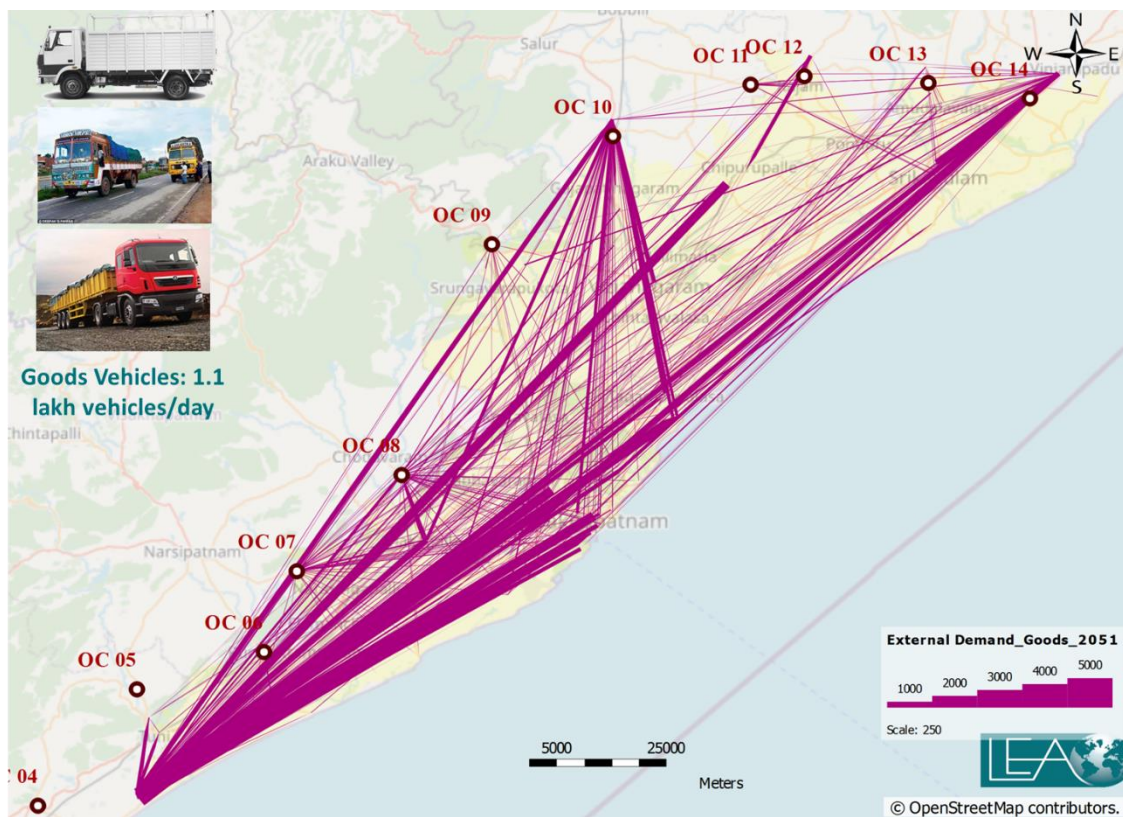 Salur
Bobbili
N
W
E
S
OC 11
OC 12
OC 13
OC 14
OC 10
Araku Valley
Chipurupalle
OC 09
Goods Vehicles: 1.1
lakh vehicles/day
Chintapalli
OC 08
Narsipatnam
OC 07
OC 06
OC 05
External Demand_Goods_2051
1000
2000
3000
4000
5000
Scale: 250
5000
25000
Meters
LEA
© OpenStreetMap contributors.